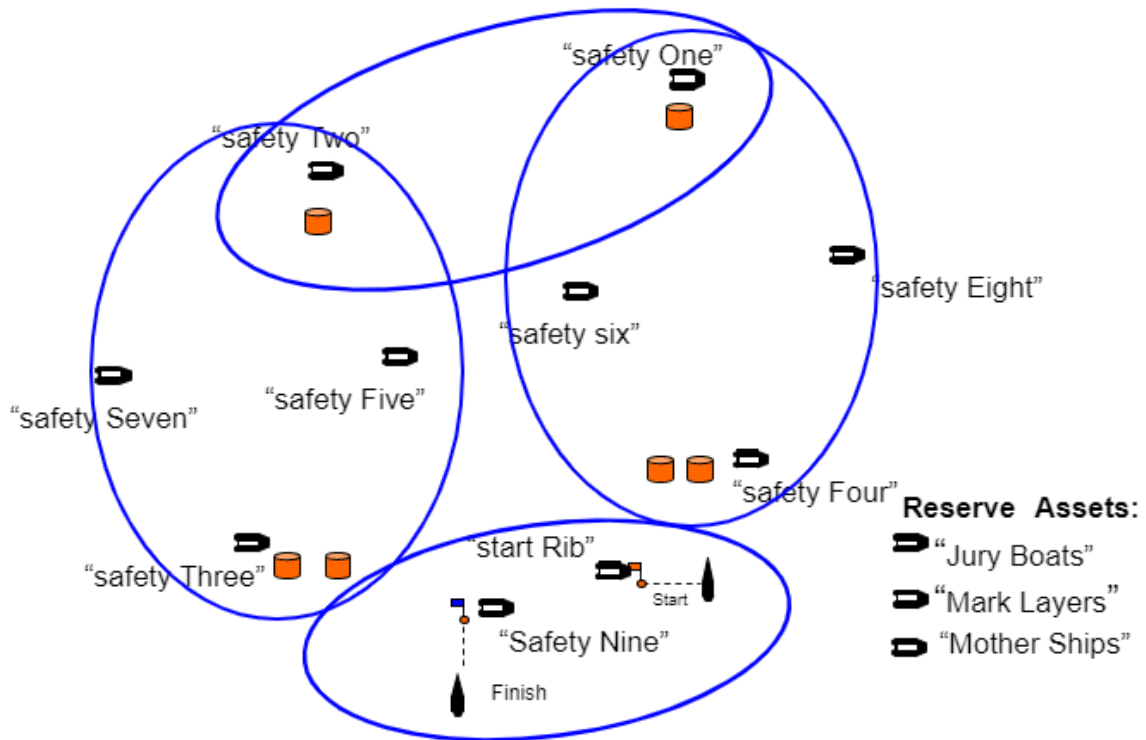 “safety One”
“safety Two”
“safety Eight”
“safety six”
“safety Five”
“safety Seven”
“safety Four”
Reserve Assets:
“Jury Boats”
“Mark Layers”
“Mother Ships”
“start Rib”
“safety Three”
Start
“Safety Nine”
Finish